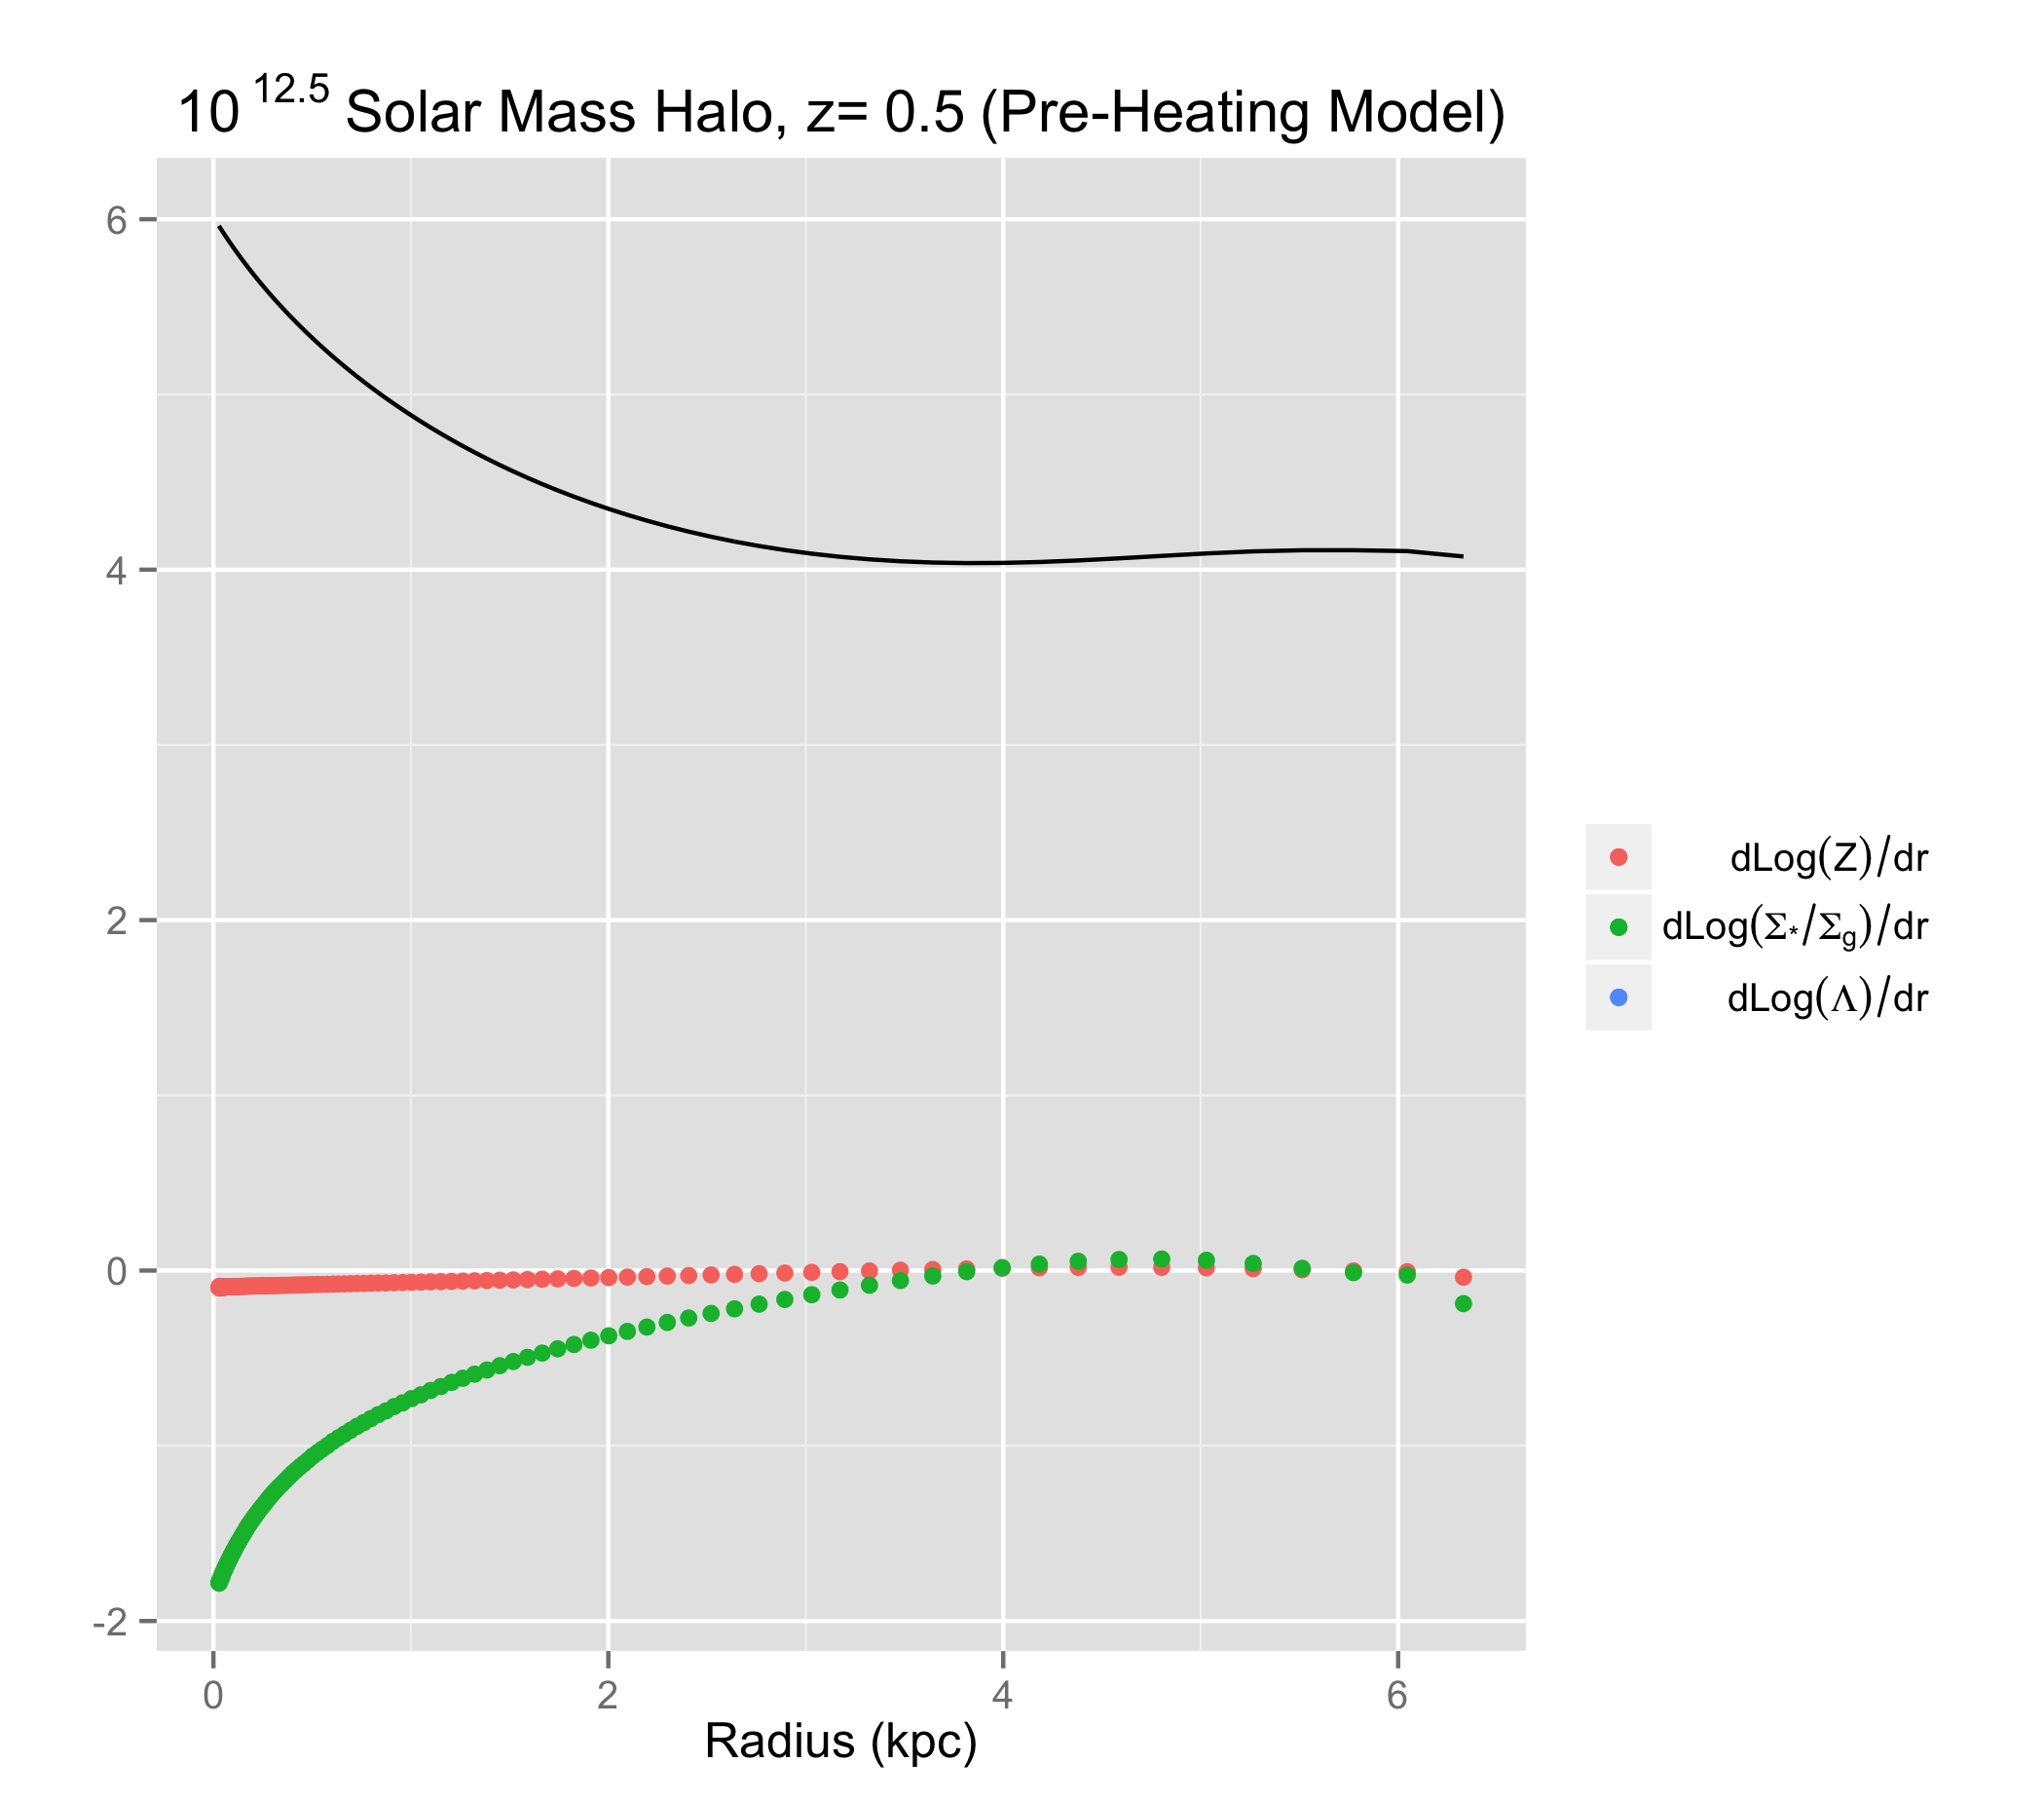 10^12.5 Solar Mass Halo, z= 0.5 (Pre-Heating Model)
6
4
2
0
-2
0 2 4 6
Radius (kpc)
dLog(Z)/dr
dLog(Σ*/Σg)/dr
dLog(Λ)/dr